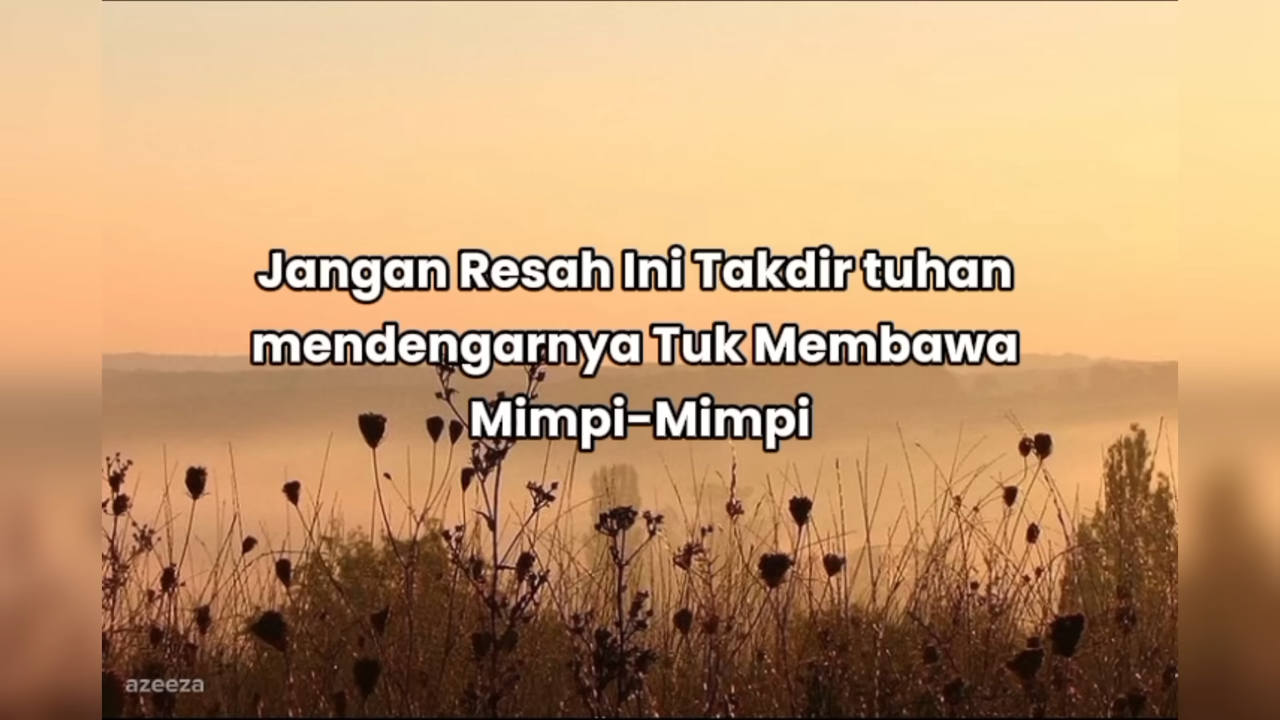 Jangan Resah Ini Takdir tuhan
mendengarnya Tuk Membawa
Mimpi-Mimpi
azeeza